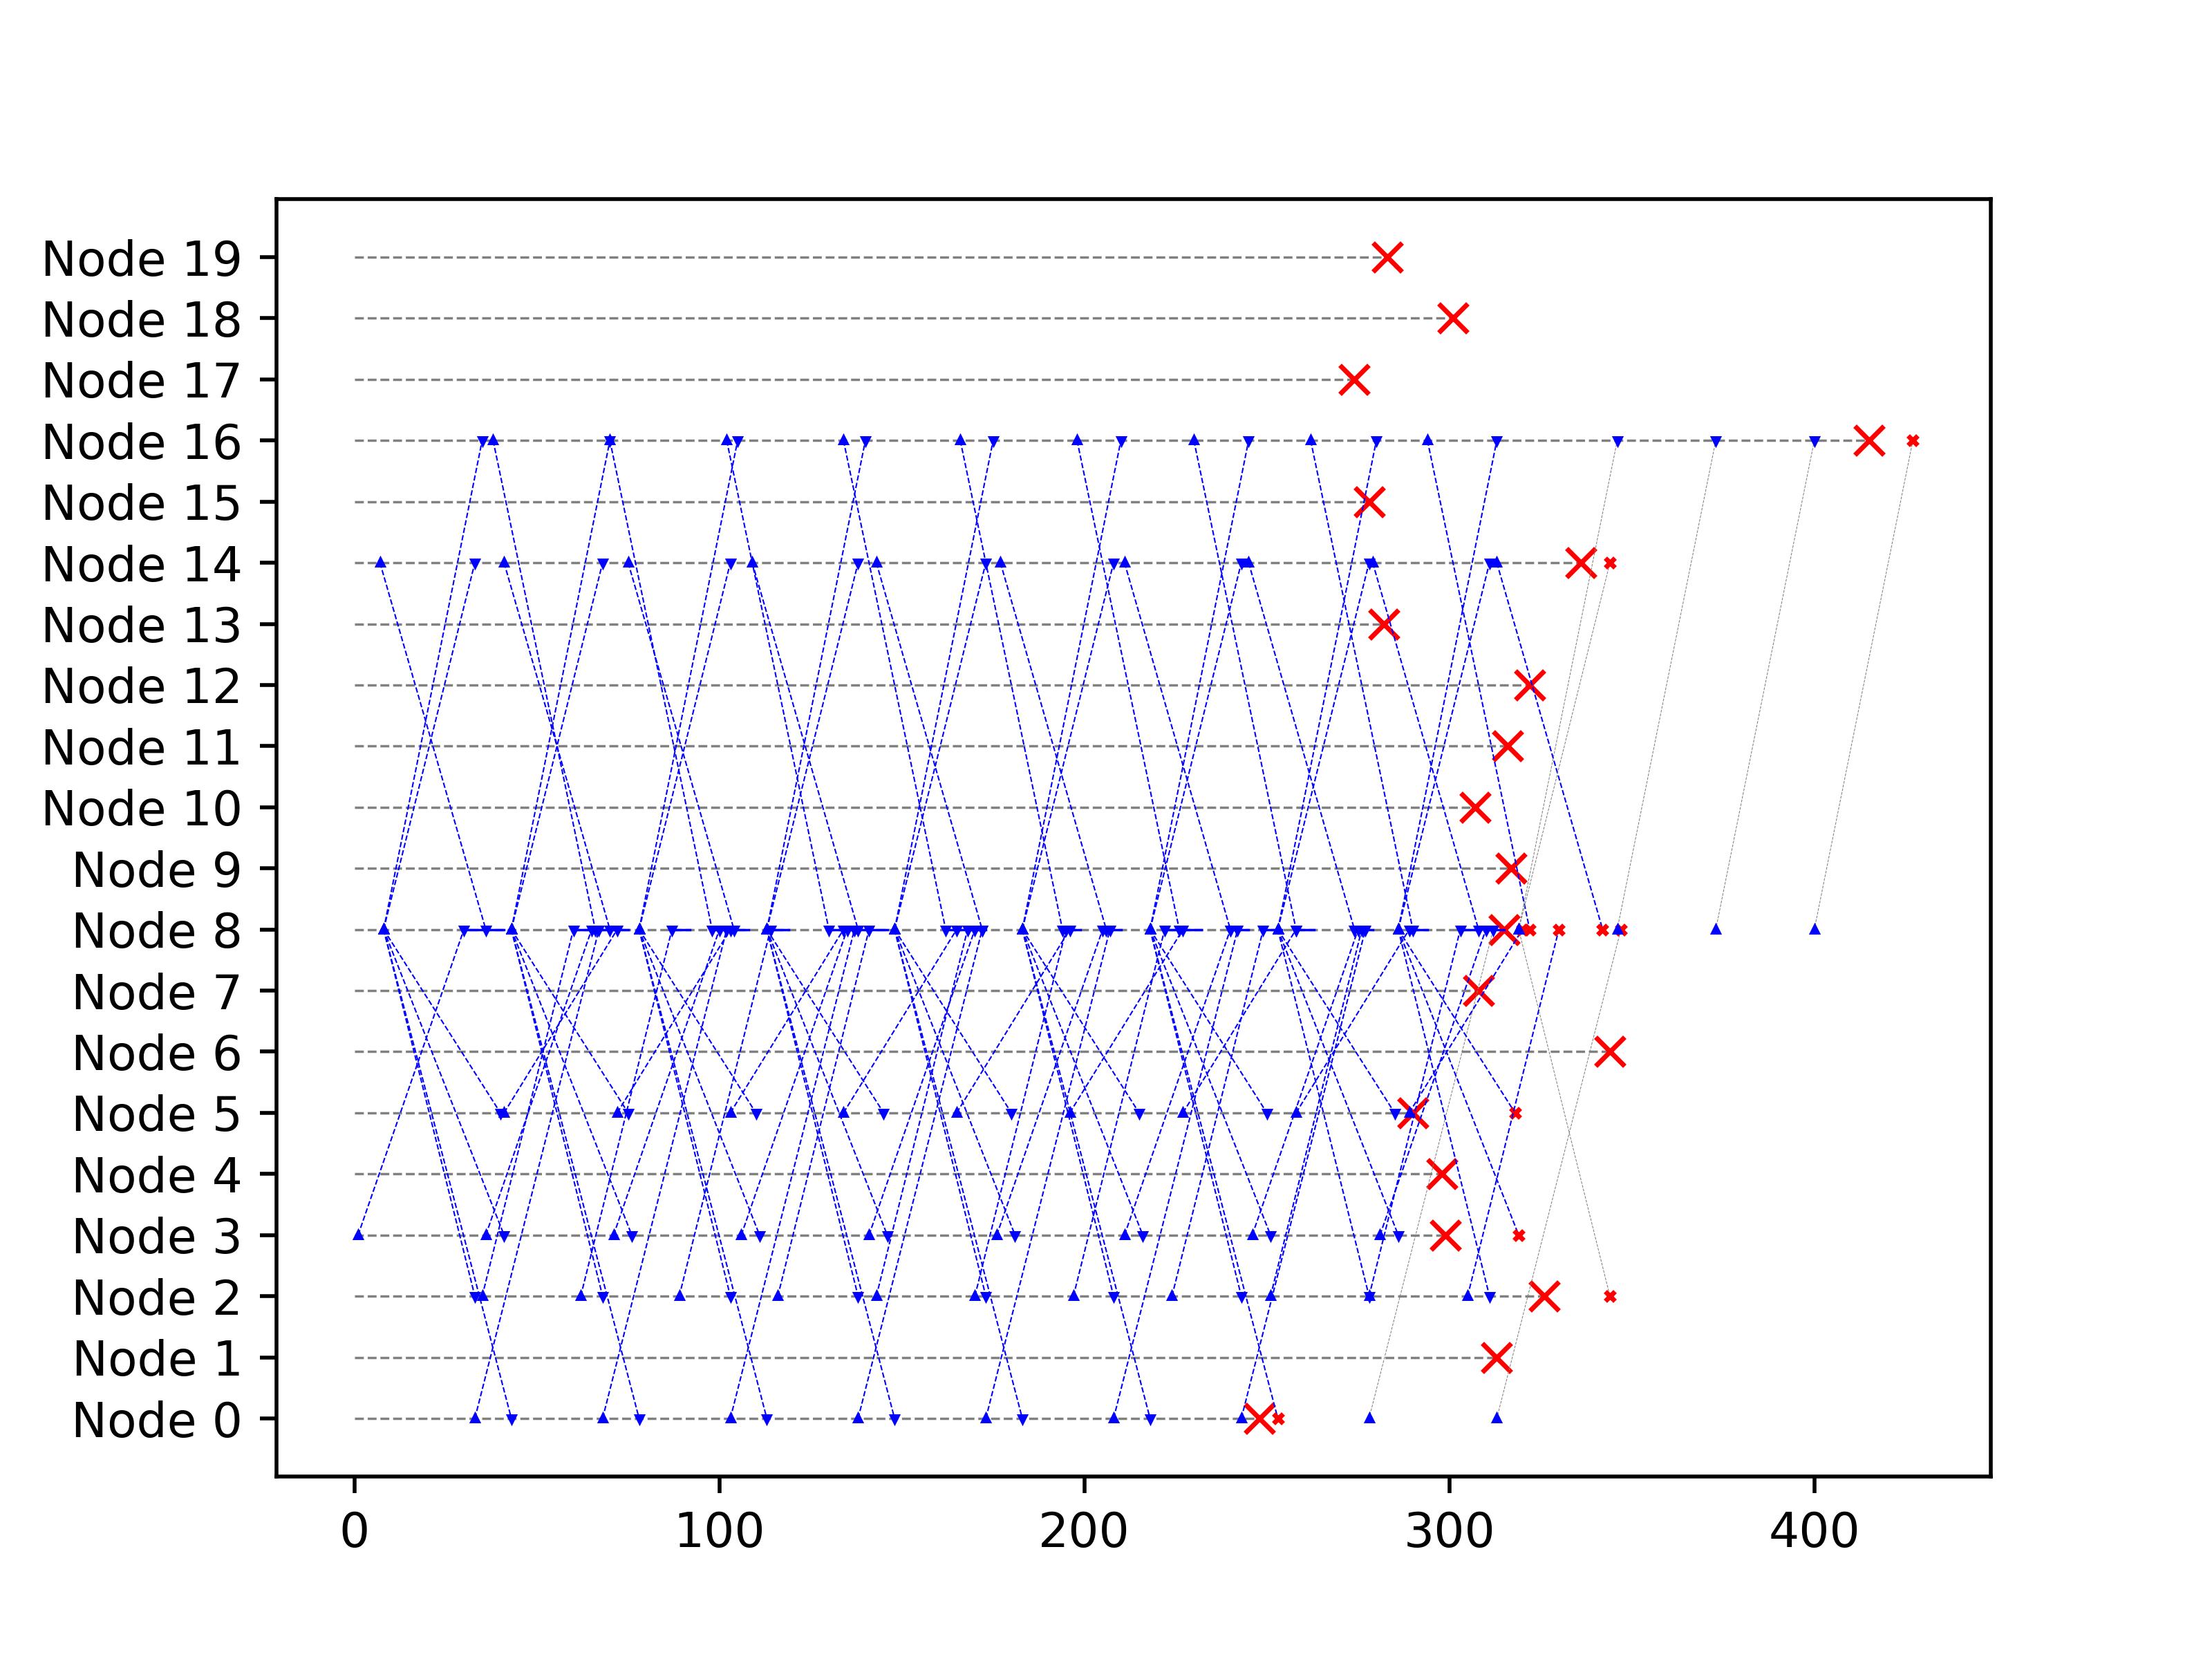 Node 19
Node 18
Node 17
Node 16
Node 15
Node 14
Node 13
Node 12
Node 11
Node 10
Node 9
Node 8
Node 7
Node 6
Node 5
Node 4
Node 3
Node 2
Node 1
Node 0
0 100 200 300 400